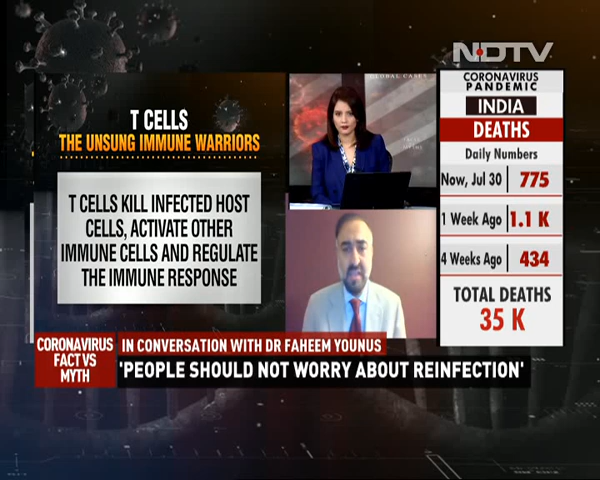 NDTV
T CELLS
THE UNSUNG IMMUNE WARRIORS
T CELLS KILL INFECTED HOST
CELLS, ACTIVATE OTHER
IMMUNE CELLS AND REGULATE
THE IMMUNE RESPONSE
GLOBAL CASES
CORONAVIRUS
PANDEMIC
INDIA
DEATHS
Daily Numbers
Now, Jul 30 775
1 Week Ago 1.1 K
4 Weeks Ago 434
TOTAL DEATHS
35 K
CORONAVIRUS
FACT VS
MYTH
IN CONVERSATION WITH DR FAHEEM YOUNUS
'PEOPLE SHOULD NOT WORRY ABOUT REINFECTION'